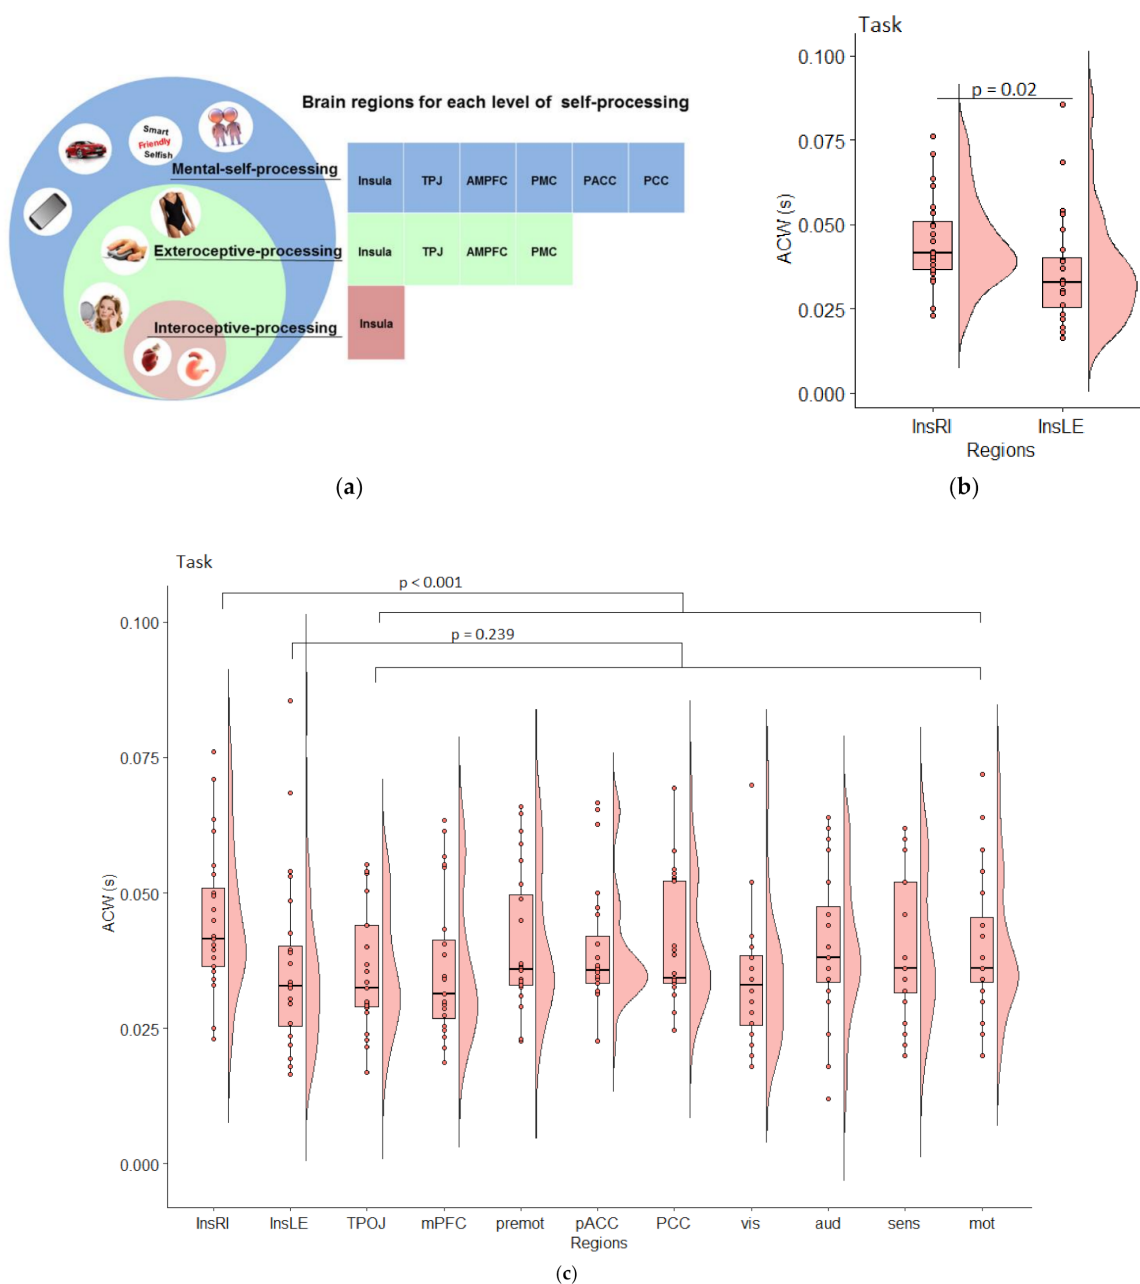 Brain regions for each level of self-processing
Smart
Friendly
Selfish
Mental-self-processing
Insula TPJ AMPFC PMC PACC PCC
Exteroceptive-processing
Insula TPJ AMPFC PMC
Interoceptive-processing
Insula
(a)
Task
p = 0.02
0.100
0.075
0.050
0.025
0.000
ACW (s)
InsRI InsLE
Regions
(b)
Task
p < 0.001
p = 0.239
0.100
0.075
0.050
0.025
0.000
ACW (s)
InsRI InsLE TPOJ mPFC premot pACC PCC vis aud sens mot
Regions
(c)